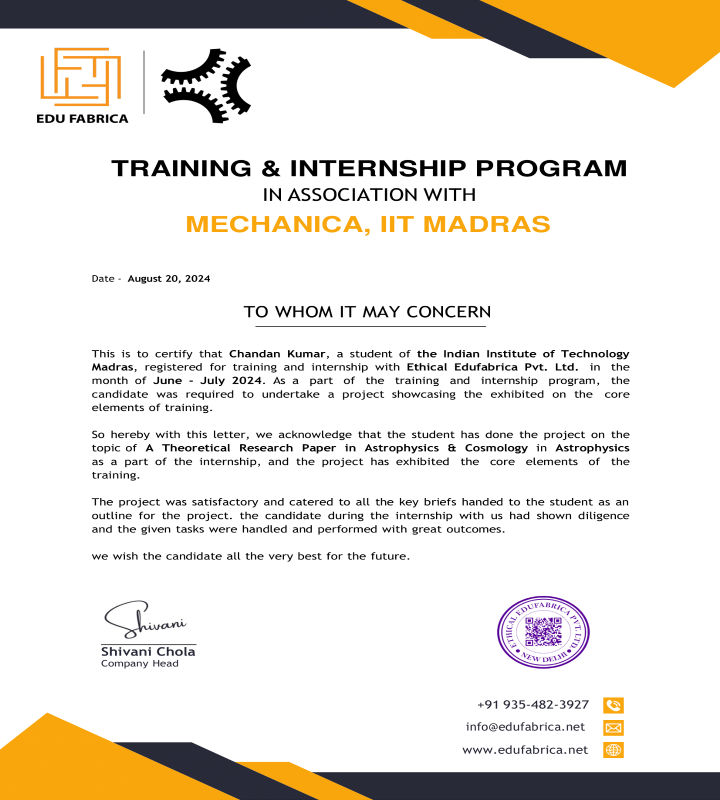 EDU FABRICA
TRAINING & INTERNSHIP PROGRAM
IN ASSOCIATION WITH
MECHANICA, IIT MADRAS
Date - August 20, 2024
TO WHOM IT MAY CONCERN
This is to certify that Chandan Kumar, a student of the Indian Institute of Technology
Madras, registered for training and internship with Ethical Edufabrica Pvt. Ltd. in the
month of June - July 2024. As a part of the training and internship program, the
candidate was required to undertake a project showcasing the exhibited on the core
elements of training.
So hereby with this letter, we acknowledge that the student has done the project on the
topic of A Theoretical Research Paper in Astrophysics & Cosmology in Astrophysics
as a part of the internship, and the project has exhibited the core elements of the
training.
The project was satisfactory and catered to all the key briefs handed to the student as an
outline for the project. the candidate during the internship with us had shown diligence
and the given tasks were handled and performed with great outcomes.
we wish the candidate all the very best for the future.
Shivani
Shivani Chola
Company Head
ETHICAL EDUFABRICA PVT. LTD.
NEW DELHI
+91 935-482-3927
info@edufabrica.net
www.edufabrica.net